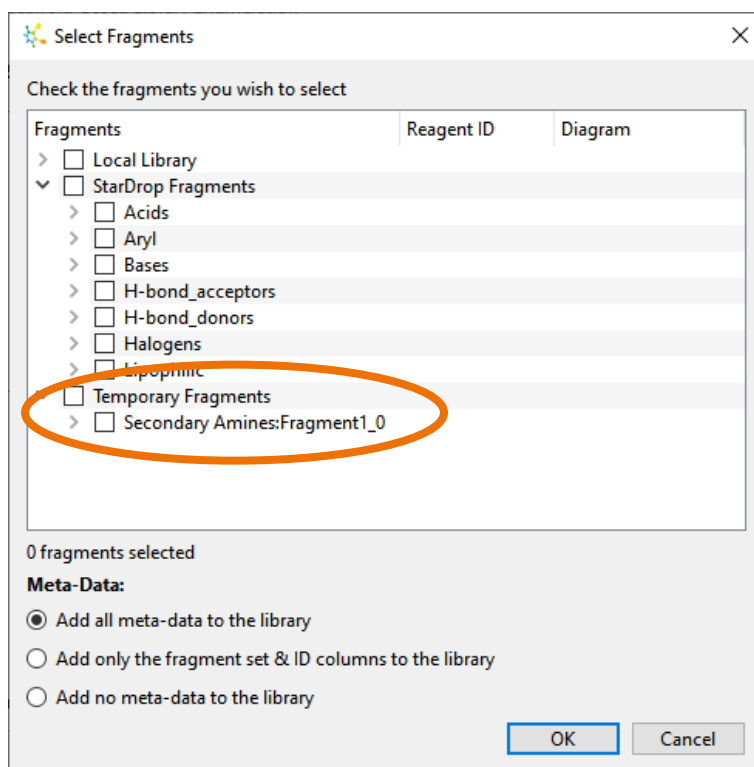 Select Fragments
Check the fragments you wish to select
Fragments Reagent ID Diagram
Local Library
StarDrop Fragments
Acids
Aryl
Bases
H-bond_acceptors
H-bond_donors
Halogens
Lipophilic
Temporary Fragments
Secondary Amines:Fragment1_0
0 fragments selected
Meta-Data:
Add all meta-data to the library
Add only the fragment set & ID columns to the library
Add no meta-data to the library
OK Cancel